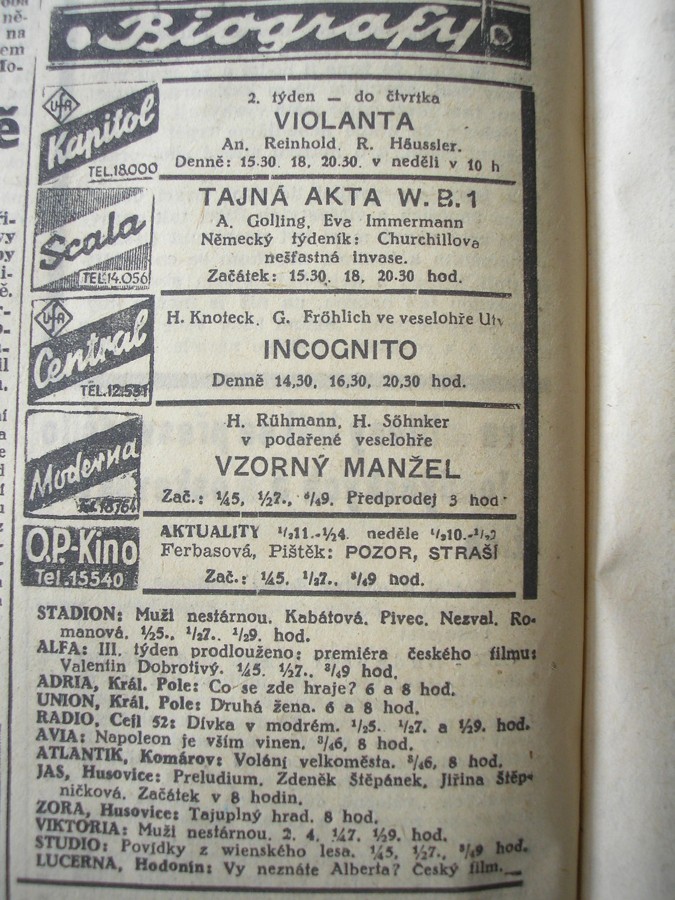 Biografy
UfA
Kapitol
TEL.18.000
2. týden — do čtvrtka
VIOLANTA
An. Reinhold, R. Häussler.
Denně: 15.30. 18, 20.30. v neděli v 10 h
Scala
TEL.14.056
TAJNÁ AKTA W. B. 1
A. Golling, Eva Immermann
Německý týdeník: Churchillova
nešťastná invase.
Začátek: 15.30. 18, 20.30 hod.
UfA
Central
TEL.12.551
H. Knoteck, G. Fröhlich ve veselohře
INCOGNITO
Denně 14,30, 16,30, 20,30 hod.
Moderna
H. Rühmann, H. Söhnker
v podařené veselohře
VZORNÝ MANŽEL
Zač.: ¼5, ½7., ¾9. Předprodej 3 hod
O.P.-Kino
Tel. 15540
AKTUALITY ½11.-½4. neděle ½10.-½2
Ferbasová, Pištěk: POZOR, STRAŠÍ
Zač.: ¼5. ½7., ¾9 hod.
STADION: Muži nestárnou. Kabátová, Pivec, Nezval, Ro-
manová. ½5., ½7., ½9. hod.
ALFA: III. týden prodlouženo: premiéra českého filmu:
Valentin Dobrotivý. ¼5. ½7., ¾9 hod.
ADRIA, Král. Pole: Co se zde hraje? 6 a 8 hod.
UNION, Král. Pole: Druhá žena. 6 a 8 hod.
RADIO, Cejl 52: Dívka v modrém. ½5. ½7. a ½9. hod.
AVIA: Napoleon je vším vinen. ¾6, 8 hod.
ATLANTIK, Komárov: Volání velkoměsta. ¾6, 8 hod.
JAS, Husovice: Preludium. Zdeněk Štěpánek, Jiřina Štěp-
ničková. Začátek v 8 hodin.
ZORA, Husovice: Tajuplný hrad. 8 hod.
VIKTORIA: Muži nestárnou. 2. 4. ¼7. ½9. hod.
STUDIO: Povídky z wienského lesa. ¼5, ½7., ¾9 hod.
LUCERNA, Hodonín: Vy neznáte Alberta? Český film.